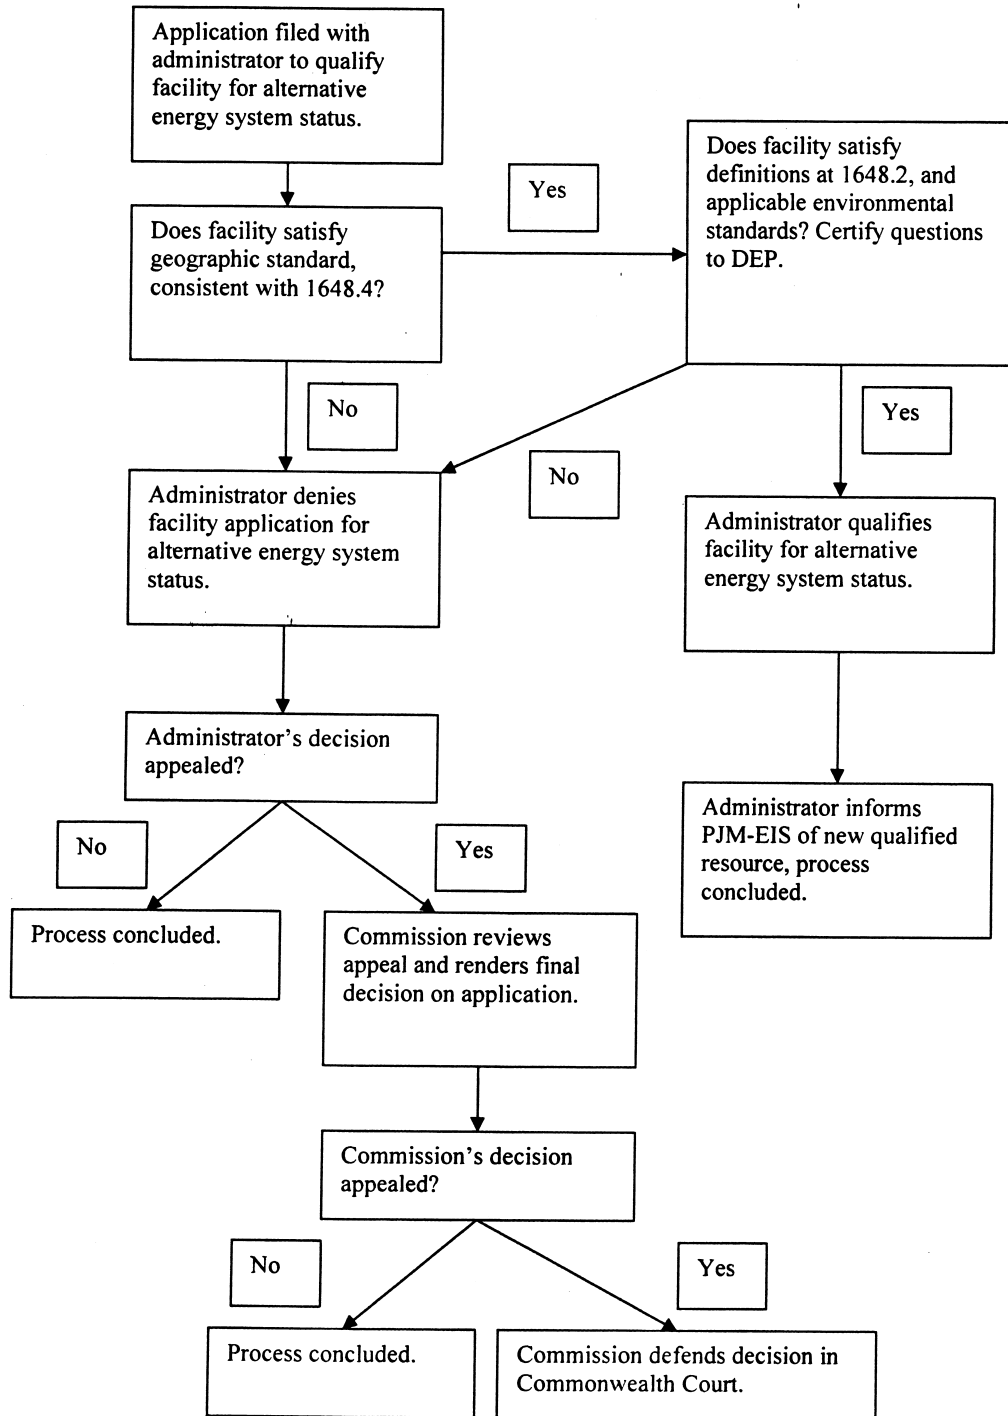 Application filed with
administrator to qualify
facility for alternative
energy system status.
Does facility satisfy
geographic standard,
consistent with 1648.4?
Yes
Does facility satisfy
definitions at 1648.2, and
applicable environmental
standards? Certify questions
to DEP.
No
No
Yes
Administrator denies
facility application for
alternative energy system
status.
Administrator qualifies
facility for alternative
energy system status.
Administrator's decision
appealed?
Administrator informs
PJM-EIS of new qualified
resource, process
concluded.
No
Yes
Process concluded.
Commission reviews
appeal and renders final
decision on application.
Commission's decision
appealed?
No
Yes
Process concluded.
Commission defends decision in
Commonwealth Court.